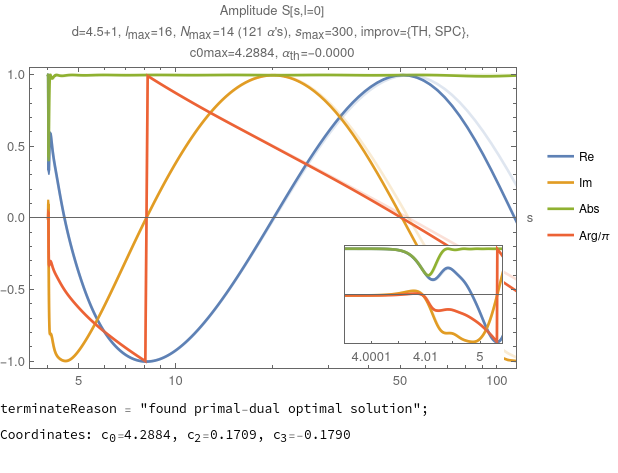 Amplitude S[s,l=0]
d=4.5+1, lmax=16, Nmax=14 (121 α's), smax=300, improv={TH, SPC},
c0max=4.2884, αth=−0.0000
1.0
0.5
0.0
−0.5
−1.0
s
Re
Im
Abs
Arg/π
4.0001 4.01 5
5 10 50 100
terminateReason = "found primal-dual optimal solution";
Coordinates: c0=4.2884, c2=0.1709, c3=−0.1790